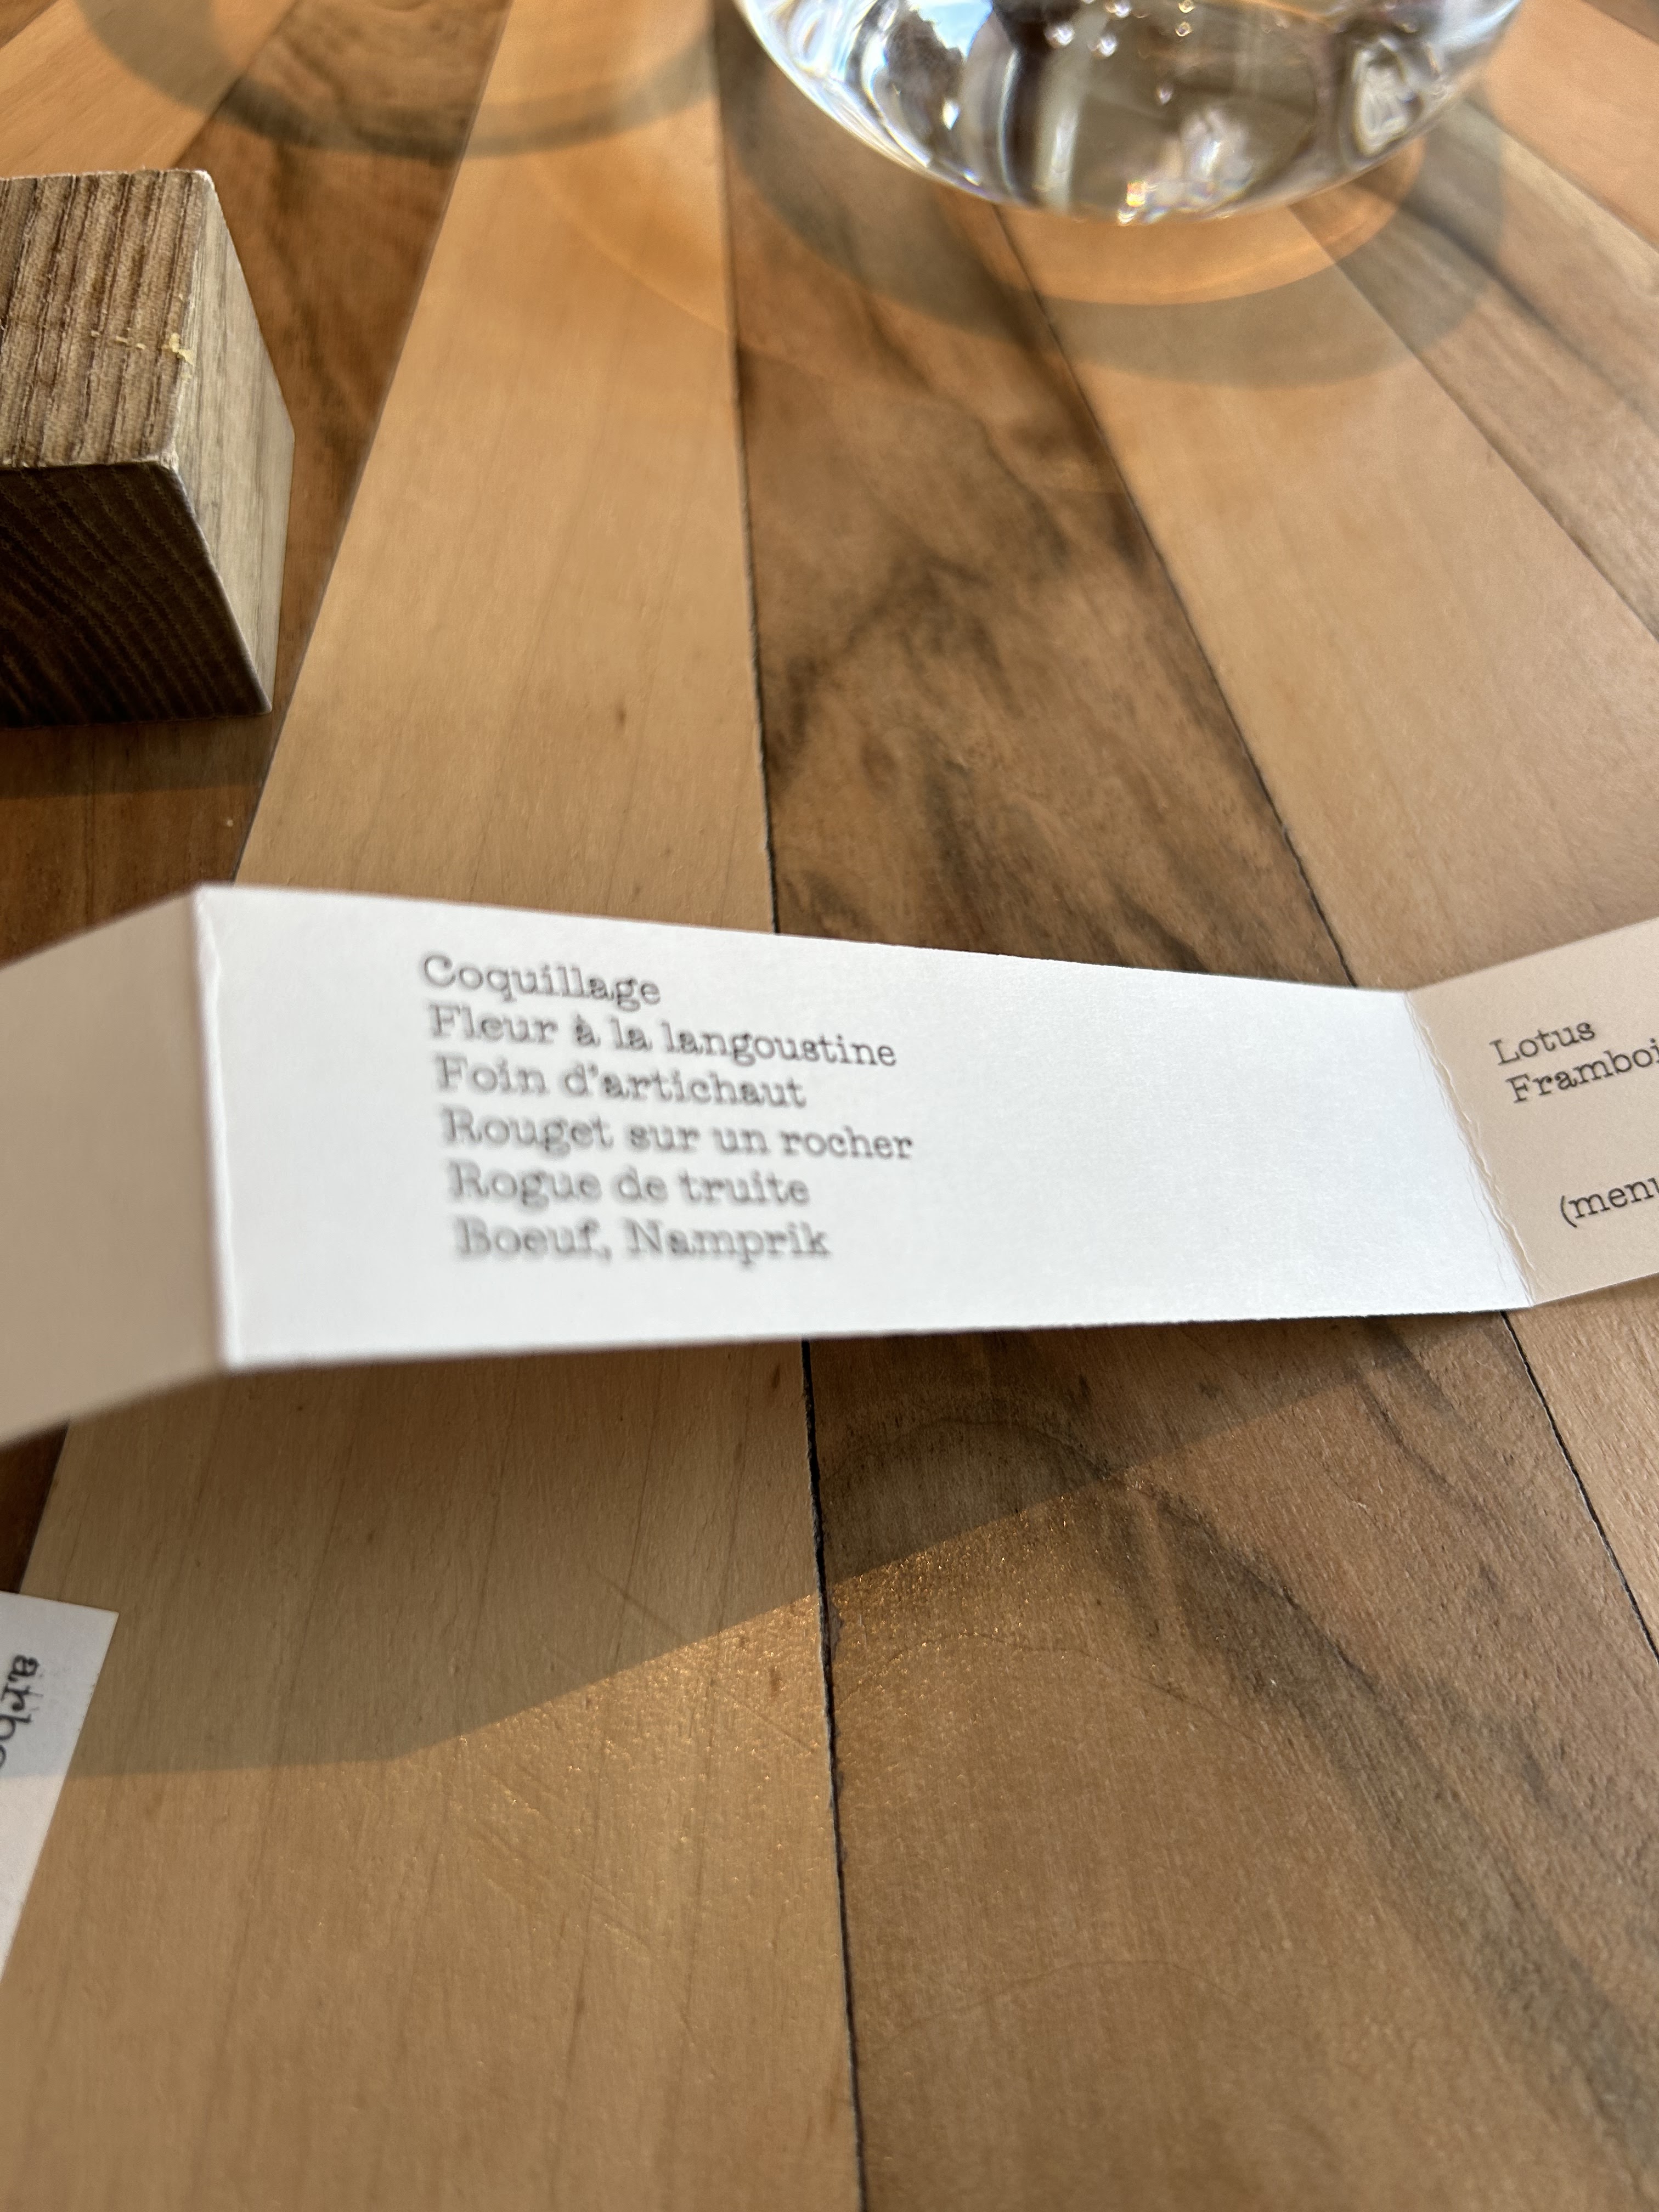 Coquillage
Fleur à la langoustine
Foin d'artichaut
Rouget sur un rocher
Rogue de truite
Boeuf, Namprik
Lotus